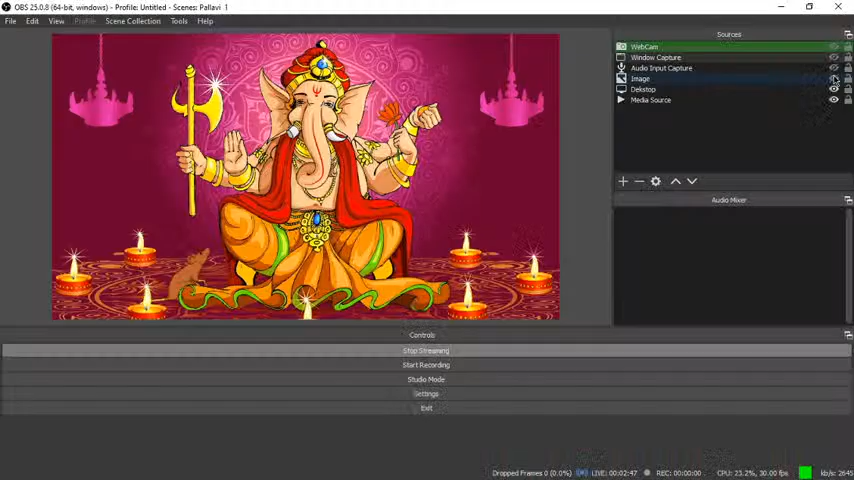 OBS 25.0.8 (64-bit, windows) - Profile: Untitled - Scenes: Pallavi 1
File Edit View Profile Scene Collection Tools Help
Sources
WebCam
Window Capture
Audio Input Capture
Image
Dekstop
Media Source
Audio Mixer
Controls
Stop Streaming
Start Recording
Studio Mode
Settings
Exit
Dropped Frames 0 (0.0%) LIVE: 00:02:47 REC: 00:00:00 CPU: 23.2%, 30.00 fps kb/s: 2645